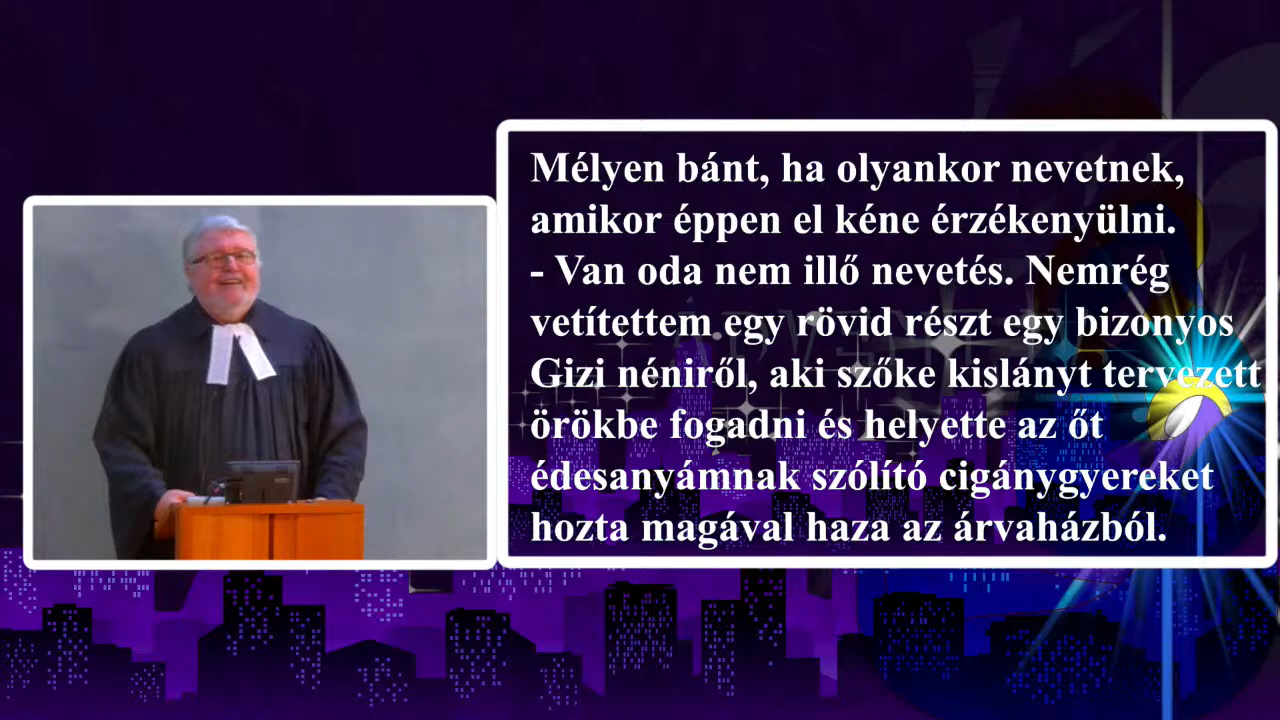 Mélyen bánt, ha olyankor nevetnek,
amikor éppen el kéne érzékenyülni.
- Van oda nem illő nevetés. Nemrég
vetítettem egy rövid részt egy bizonyos
Gizi néniről, aki szőke kislányt tervezett
örökbe fogadni és helyette az őt
édesanyámnak szólító cigánygyereket
hozta magával haza az árvaházból.